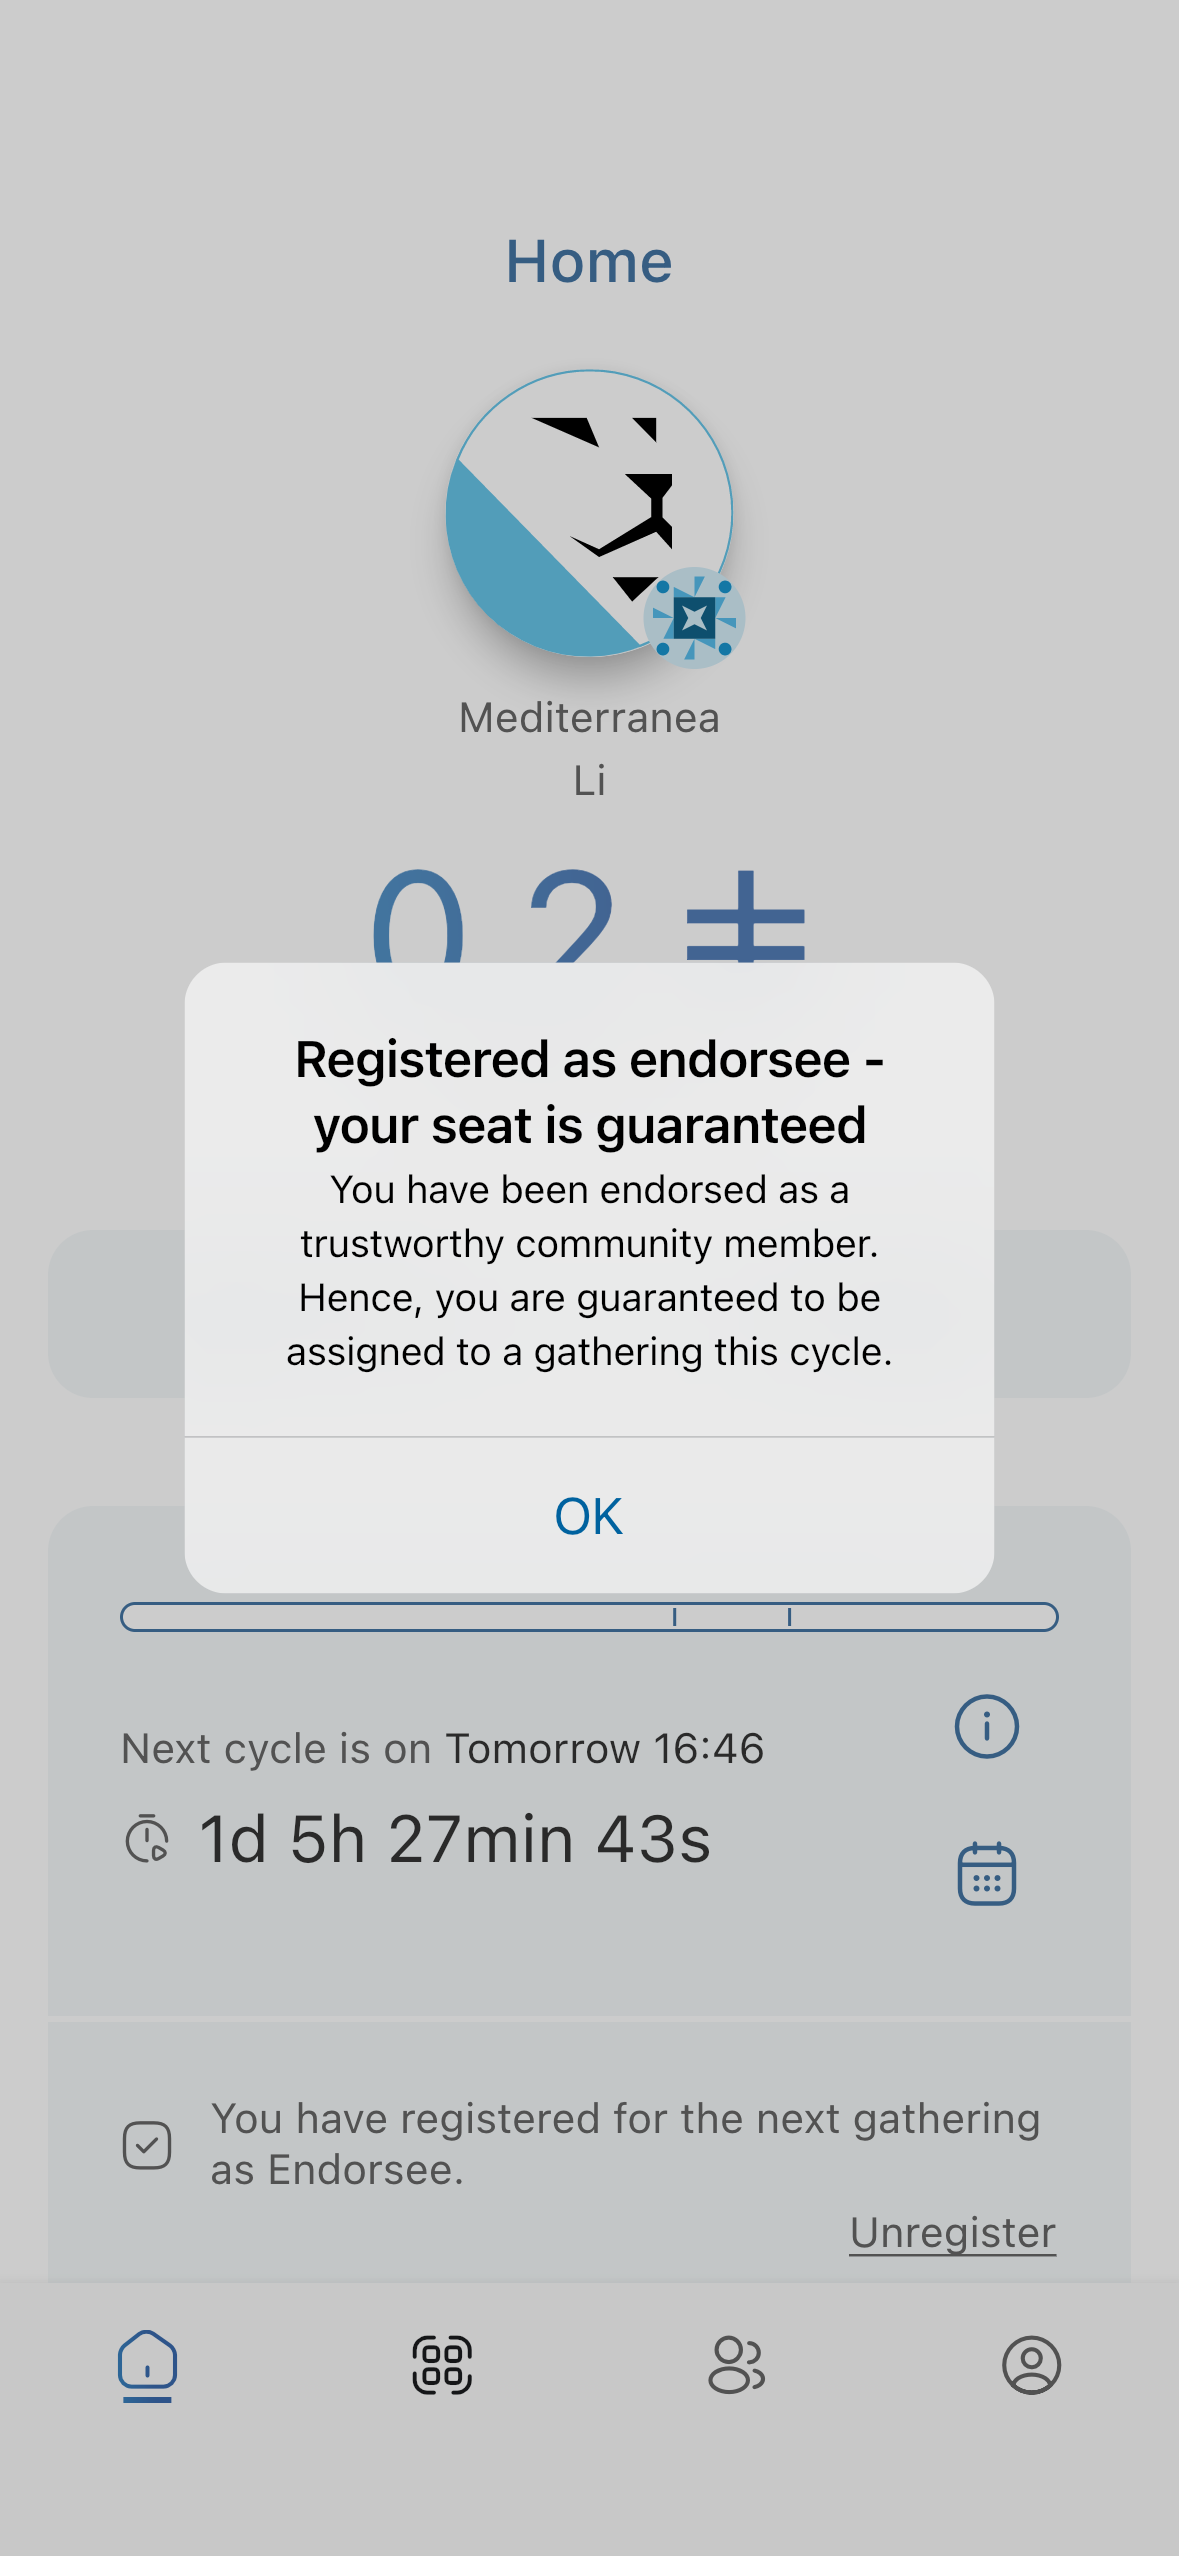 Home
Mediterranea
Li
0.2
Registered as endorsee -
your seat is guaranteed
You have been endorsed as a
trustworthy community member.
Hence, you are guaranteed to be
assigned to a gathering this cycle.
OK
Next cycle is on Tomorrow 16:46
1d 5h 27min 43s
You have registered for the next gathering
as Endorsee.
Unregister